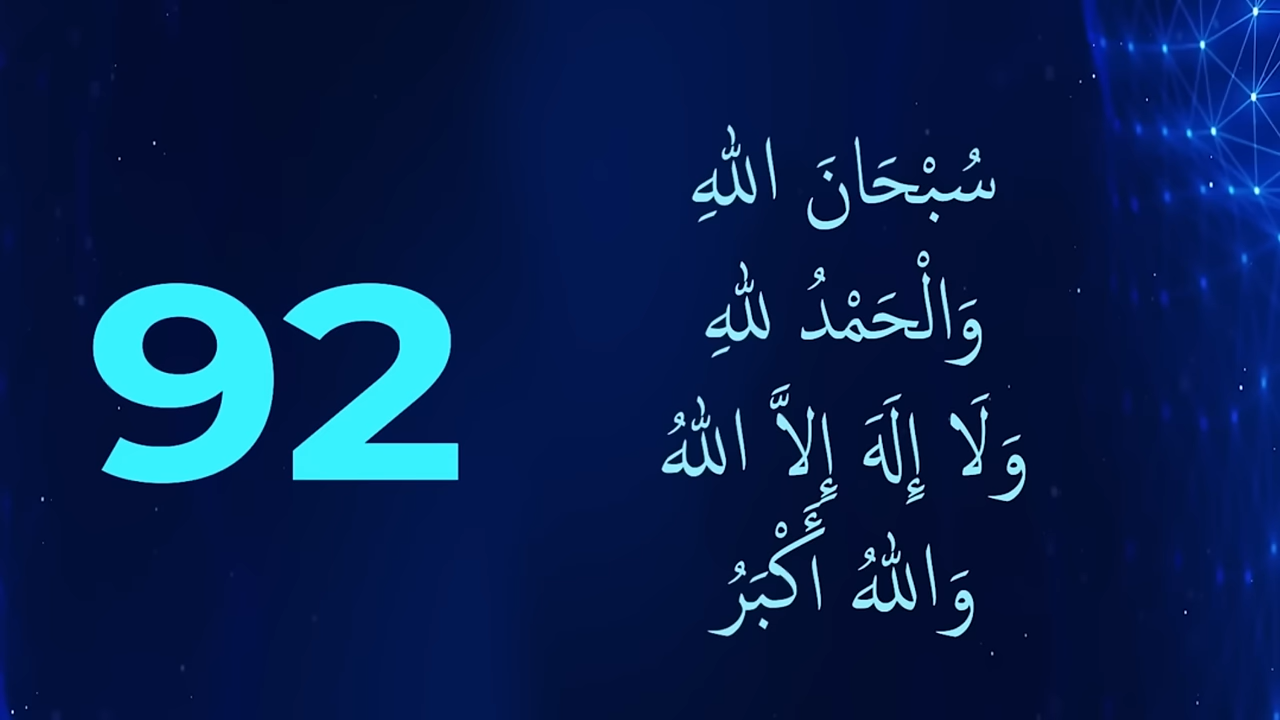 92
سُبْحَانَ اللهِ
وَالْحَمْدُ للهِ
وَلَا إِلَهَ إِلاَّ اللهُ
وَاللهُ أَكْبَرُ